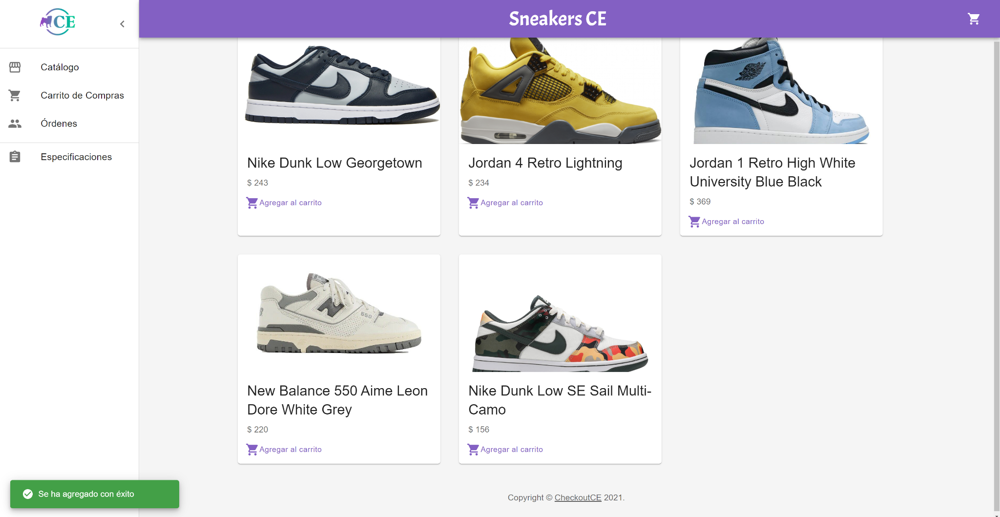 CE
Sneakers CE
Catálogo
Carrito de Compras
Órdenes
Especificaciones
Nike Dunk Low Georgetown
$ 243
Agregar al carrito
Jordan 4 Retro Lightning
$ 234
Agregar al carrito
Jordan 1 Retro High White
University Blue Black
$ 369
Agregar al carrito
550
New Balance 550 Aime Leon
Dore White Grey
$ 220
Agregar al carrito
Nike Dunk Low SE Sail Multi-
Camo
$ 156
Agregar al carrito
Se ha agregado con éxito
Copyright © CheckoutCE 2021.